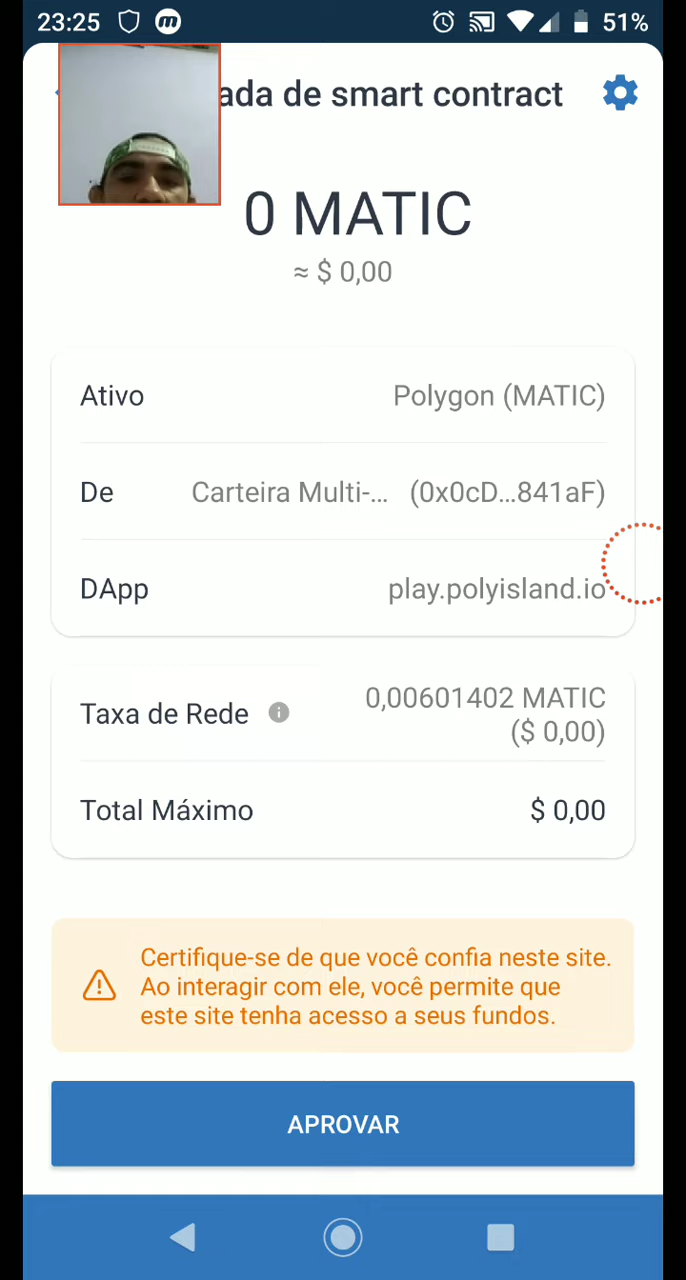 23:25 51%
ada de smart contract
0 MATIC
≈ $ 0,00
Ativo Polygon (MATIC)
De Carteira Multi-... (0x0cD...841aF)
DApp play.polyisland.io
Taxa de Rede 0,00601402 MATIC
($ 0,00)
Total Máximo $ 0,00
Certifique-se de que você confia neste site.
Ao interagir com ele, você permite que
este site tenha acesso a seus fundos.
APROVAR